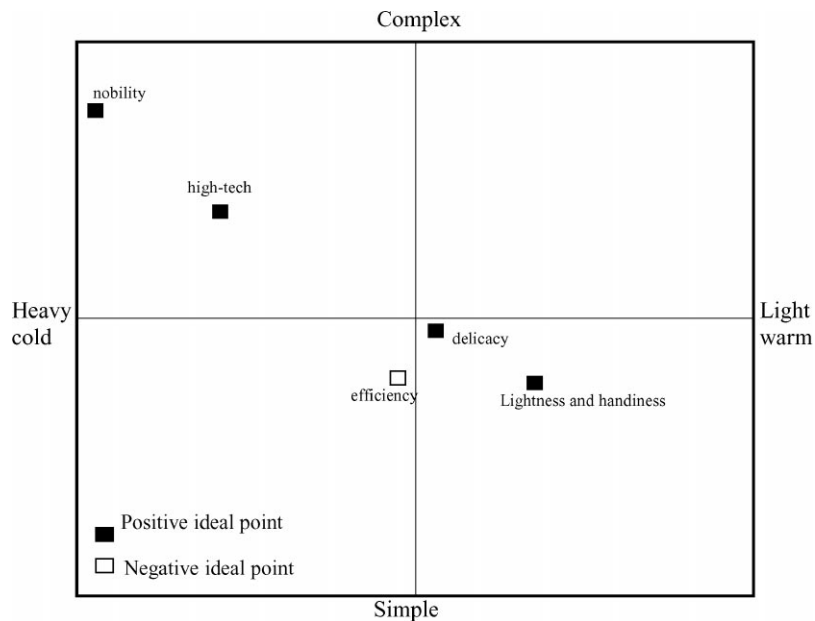 Complex
nobility
high-tech
Heavy
cold
Light
warm
delicacy
efficiency
Lightness and handiness
Positive ideal point
Negative ideal point
Simple